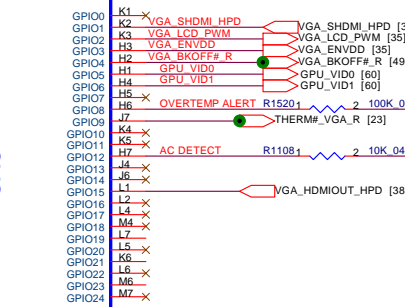 GPIO0 K1
GPIO1 K2 VGA_SHDMI_HPD VGA_SHDMI_HPD [3
GPIO2 K3 VGA_LCD_PWM VGA_LCD_PWM [35]
GPIO3 H3 VGA_ENVDD VGA_ENVDD [35]
GPIO4 H2 VGA_BKOFF#_R VGA_BKOFF#_R [49
GPIO5 H1 GPU_VID0 GPU_VID0 [60]
GPIO6 H4 GPU_VID1 GPU_VID1 [60]
GPIO7 H5
GPIO8 H6 OVERTEMP ALERT R1520 1 2 100K_0
GPIO9 J7 THERM#_VGA_R [23]
GPIO10 K4
GPIO11 K5
GPIO12 H7 AC DETECT R1108 1 2 10K_04
GPIO13 J4
GPIO14 J6
GPIO15 L1 VGA_HDMIOUT_HPD [38
GPIO16 L2
GPIO17 L4
GPIO18 M4
GPIO19 L7
GPIO20 L5
GPIO21 K6
GPIO22 L6
GPIO23 M6
GPIO24 M7